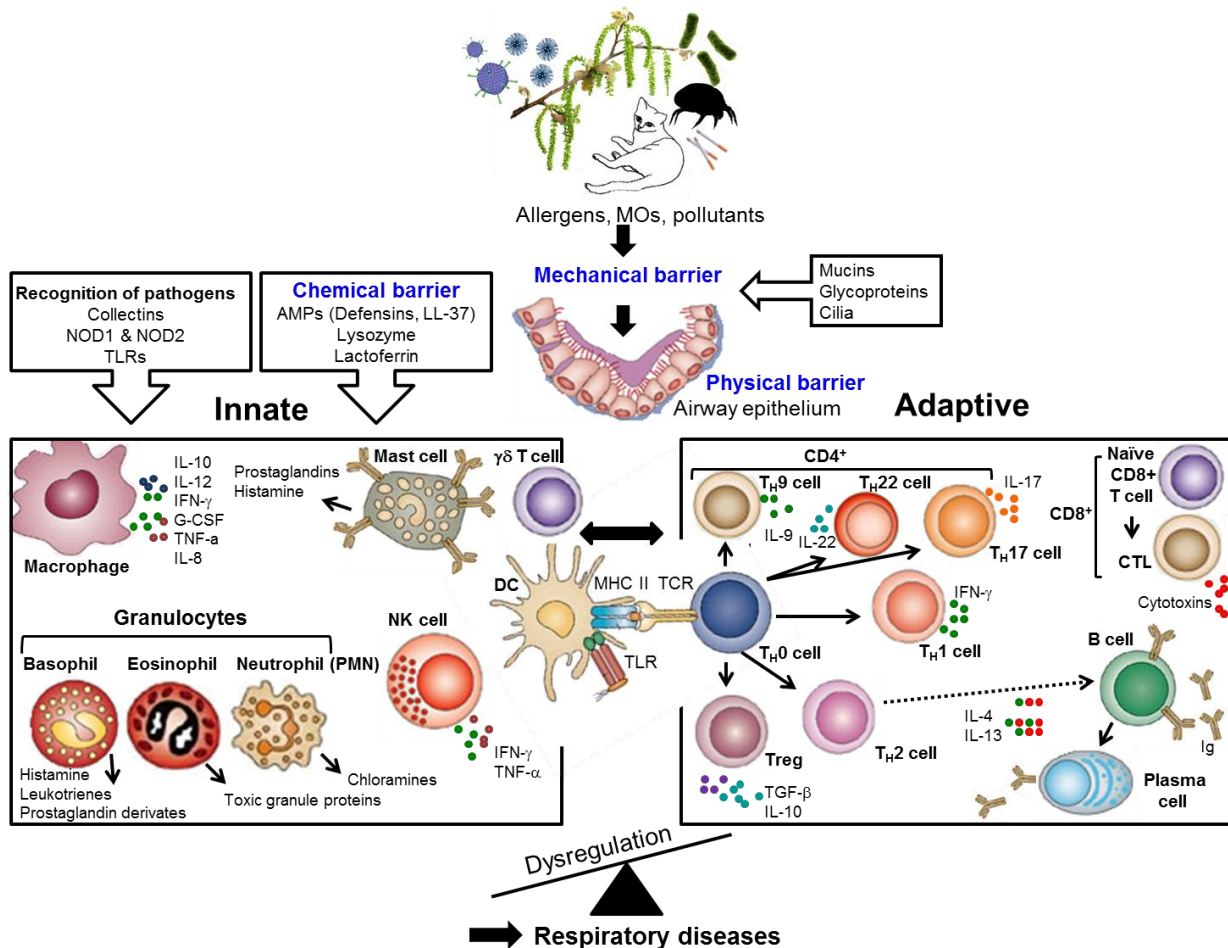 Allergens, MOs, pollutants
Mechanical barrier
Mucins
Glycoproteins
Cilia
Recognition of pathogens
Collectins
NOD1 & NOD2
TLRs
Chemical barrier
AMPs (Defensins, LL-37)
Lysozyme
Lactoferrin
Physical barrier
Airway epithelium
Innate
Adaptive
Macrophage
IL-10
IL-12
IFN-γ
G-CSF
TNF-a
IL-8
Prostaglandins
Histamine
Mast cell
γδ T cell
Granulocytes
Basophil
Eosinophil
Neutrophil (PMN)
Histamine
Leukotrienes
Prostaglandin derivates
Toxic granule proteins
Chloramines
NK cell
IFN-γ
TNF-α
DC
MHC II
TCR
TLR
CD4⁺
TH9 cell
IL-9
TH22 cell
IL-22
IL-17
TH17 cell
TH0 cell
IFN-γ
TH1 cell
Treg
TGF-β
IL-10
TH2 cell
IL-4
IL-13
CD8⁺
Naïve
CD8+
T cell
CTL
Cytotoxins
B cell
Ig
Plasma
cell
Dysregulation
Respiratory diseases